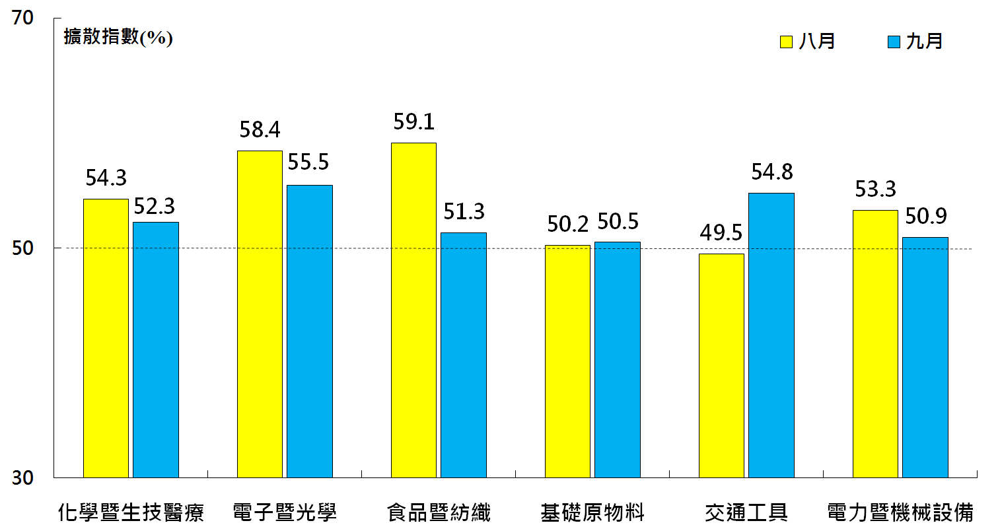 70
擴散指數(%)
八月
九月
59.1
58.4
55.5
54.3
54.8
53.3
52.3
51.3
50.9
50.2
50.5
49.5
50
30
化學暨生技醫療
電子暨光學
食品暨紡織
基礎原物料
交通工具
電力暨機械設備